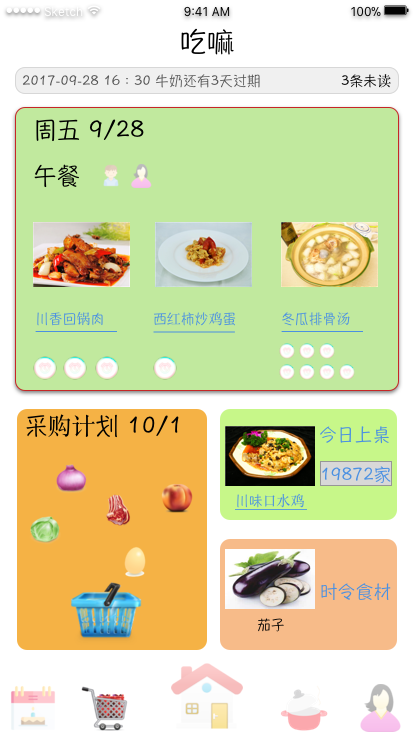 Sketch 9:41 AM 100%
吃嘛
2017-09-28 16：30 牛奶还有3天过期 3条未读
周五 9/28
午餐
川香回锅肉 西红柿炒鸡蛋 冬瓜排骨汤
采购计划 10/1
今日上桌
19872家
川味口水鸡
时令食材
茄子